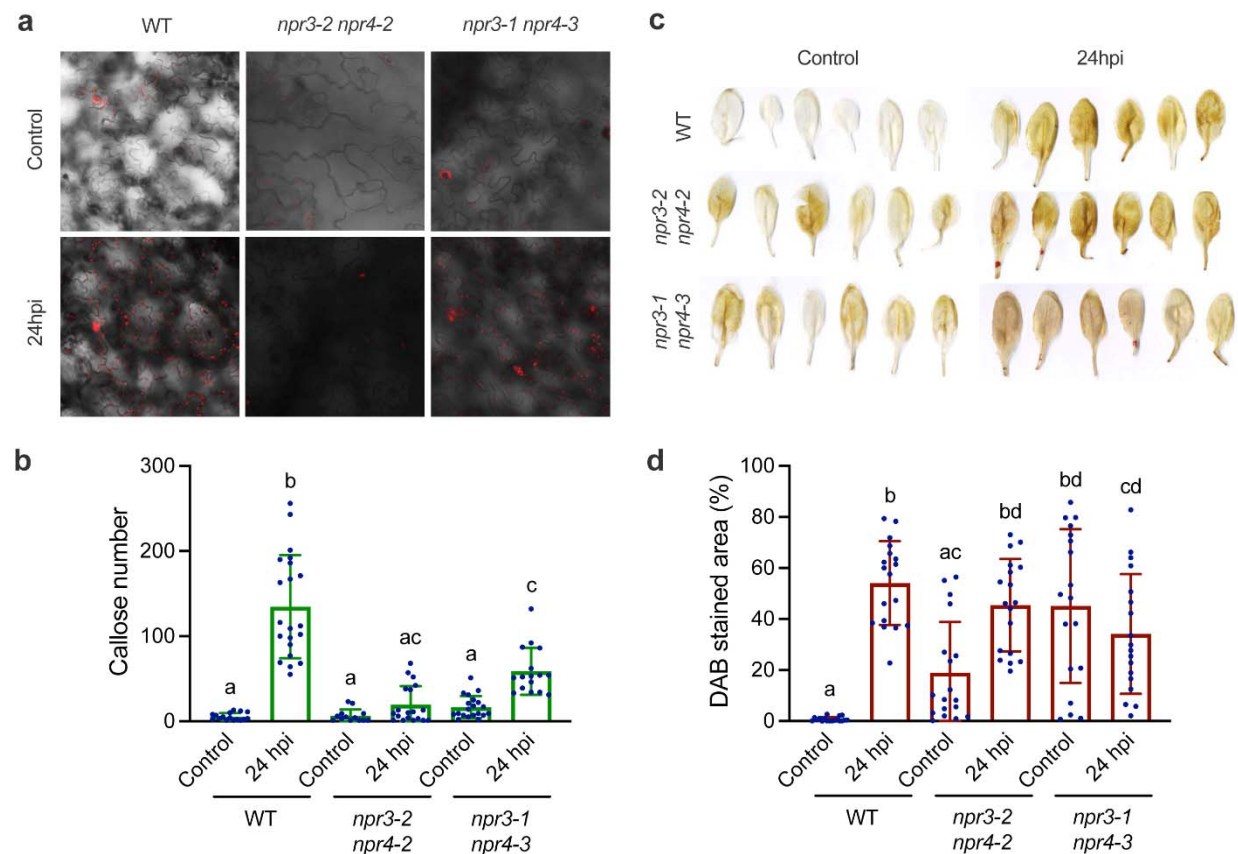 a
WT
npr3-2 npr4-2
npr3-1 npr4-3
Control
24hpi
b
Callose number
300
200
100
0
a
b
a
ac
a
c
Control
24 hpi
Control
24 hpi
Control
24 hpi
WT
npr3-2
npr4-2
npr3-1
npr4-3
c
Control
24hpi
WT
npr3-2
npr4-2
npr3-1
npr4-3
d
DAB stained area (%)
100
80
60
40
20
0
a
b
ac
bd
bd
cd
Control
24 hpi
Control
24 hpi
Control
24 hpi
WT
npr3-2
npr4-2
npr3-1
npr4-3